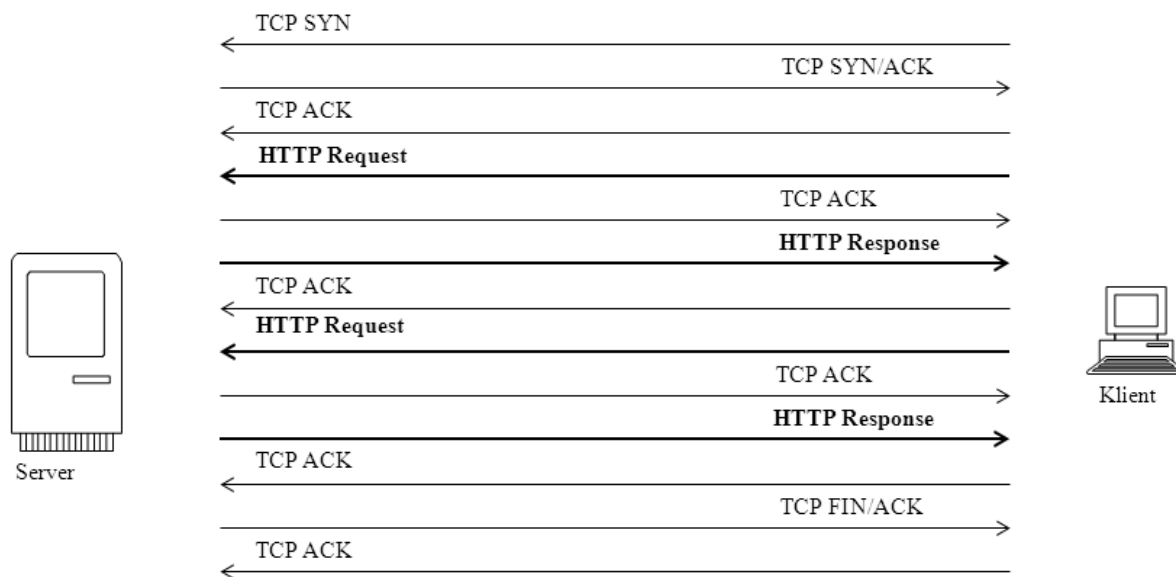 TCP SYN
TCP SYN/ACK
TCP ACK
HTTP Request
TCP ACK
HTTP Response
TCP ACK
HTTP Request
TCP ACK
HTTP Response
TCP ACK
TCP FIN/ACK
TCP ACK
Server
Klient